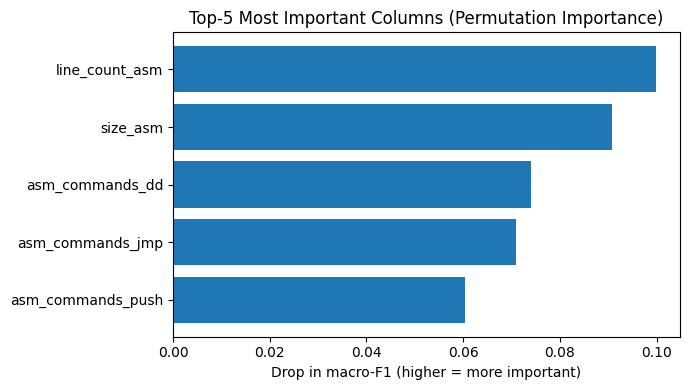 Top-5 Most Important Columns (Permutation Importance)
line_count_asm
size_asm
asm_commands_dd
asm_commands_jmp
asm_commands_push
0.00 0.02 0.04 0.06 0.08 0.10
Drop in macro-F1 (higher = more important)